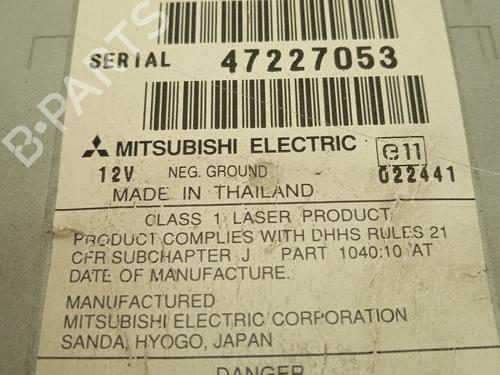 SERIAL 47227053
MITSUBISHI ELECTRIC e11
12V NEG. GROUND 022441
MADE IN THAILAND
CLASS 1 LASER PRODUCT
PRODUCT COMPLIES WITH DHHS RULES 21
CFR SUBCHAPTER J PART 1040:10 AT
DATE OF MANUFACTURE.
MANUFACTURED
MITSUBISHI ELECTRIC CORPORATION
SANDA, HYOGO, JAPAN
DANGER
B-PARTS